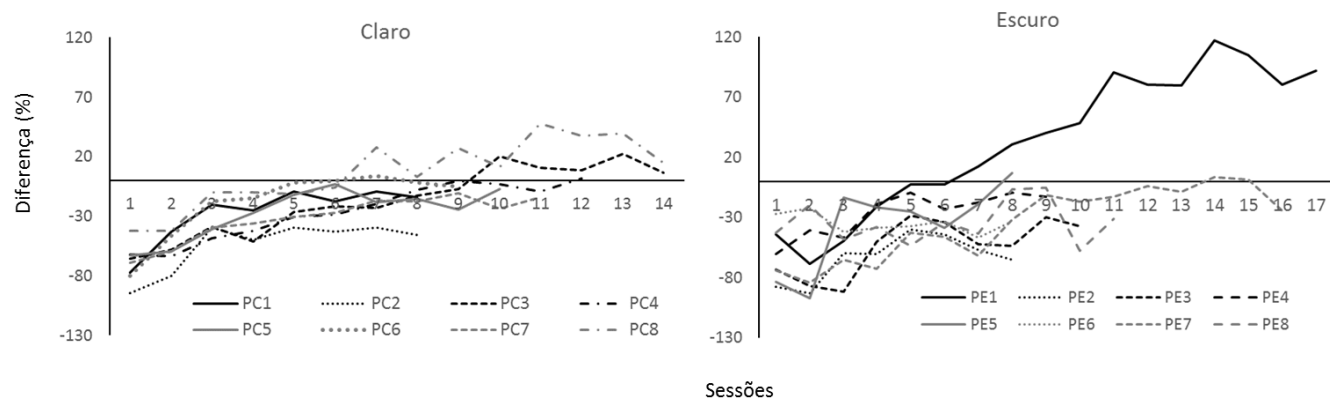 Claro
Diferença (%)
120
70
20
-30
-80
-130
1 2 3 4 5 6 7 8 9 10 11 12 13 14
PC1 PC2 PC3 PC4
PC5 PC6 PC7 PC8
Escuro
120
70
20
-30
-80
-130
1 2 3 4 5 6 7 8 9 10 11 12 13 14 15 16 17
PE1 PE2 PE3 PE4
PE5 PE6 PE7 PE8
Sessões